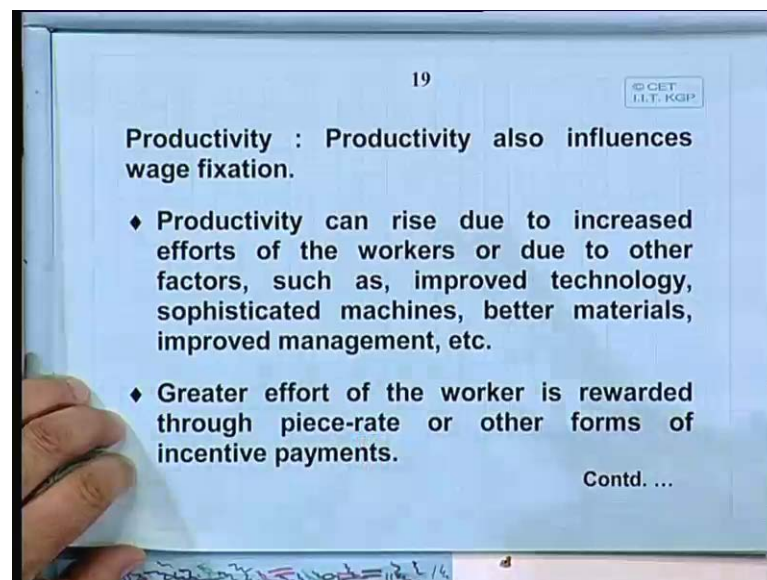 19
© CET
I.I.T. KGP
Productivity : Productivity also influences
wage fixation.
♦ Productivity can rise due to increased
efforts of the workers or due to other
factors, such as, improved technology,
sophisticated machines, better materials,
improved management, etc.
♦ Greater effort of the worker is rewarded
through piece-rate or other forms of
incentive payments.
Contd. ...